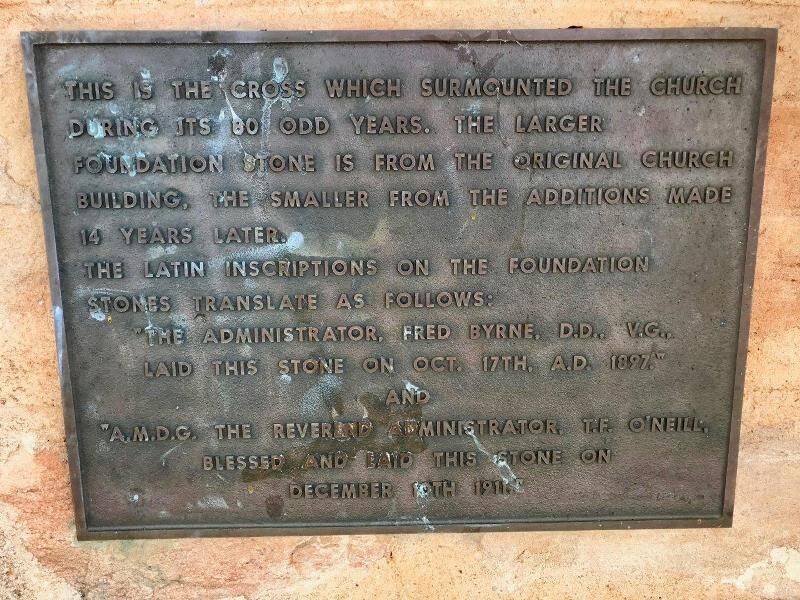 THIS IS THE CROSS WHICH SURMOUNTED THE CHURCH
DURING ITS 80 ODD YEARS. THE LARGER
FOUNDATION STONE IS FROM THE ORIGINAL CHURCH
BUILDING, THE SMALLER FROM THE ADDITIONS MADE
14 YEARS LATER.
THE LATIN INSCRIPTIONS ON THE FOUNDATION
STONES TRANSLATE AS FOLLOWS:
"THE ADMINISTRATOR, FRED BYRNE, D.D., V.G.,
LAID THIS STONE ON OCT. 17TH, A.D. 1897."
AND
"A.M.D.G. THE REVEREND ADMINISTRATOR, T.F. O'NEILL,
BLESSED AND LAID THIS STONE ON
DECEMBER 1911."